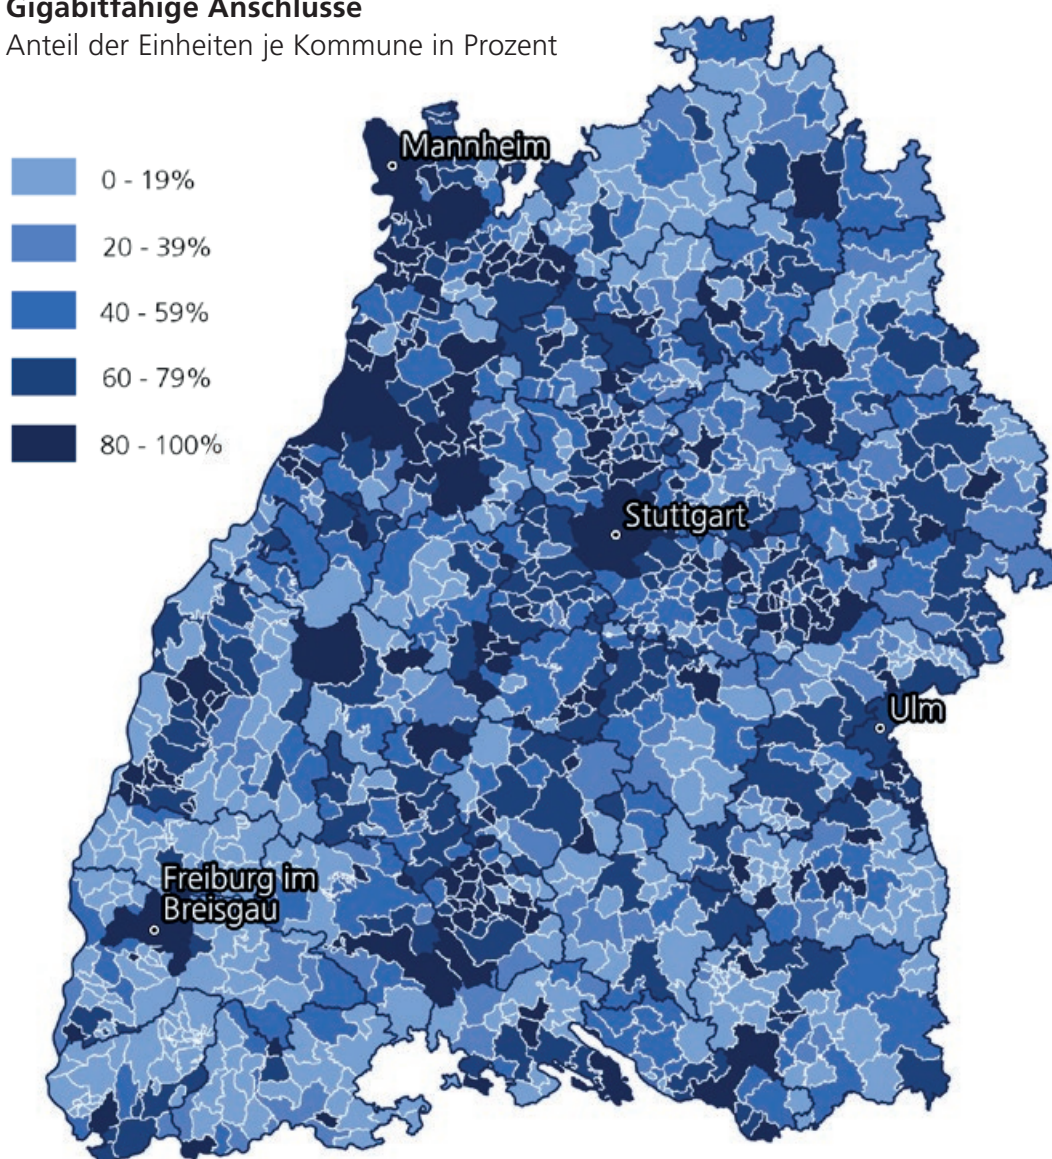 Gigabitfähige Anschlüsse
Anteil der Einheiten je Kommune in Prozent
Mannheim
0 - 19%
20 - 39%
40 - 59%
60 - 79%
80 - 100%
Stuttgart
Ulm
Freiburg im
Breisgau